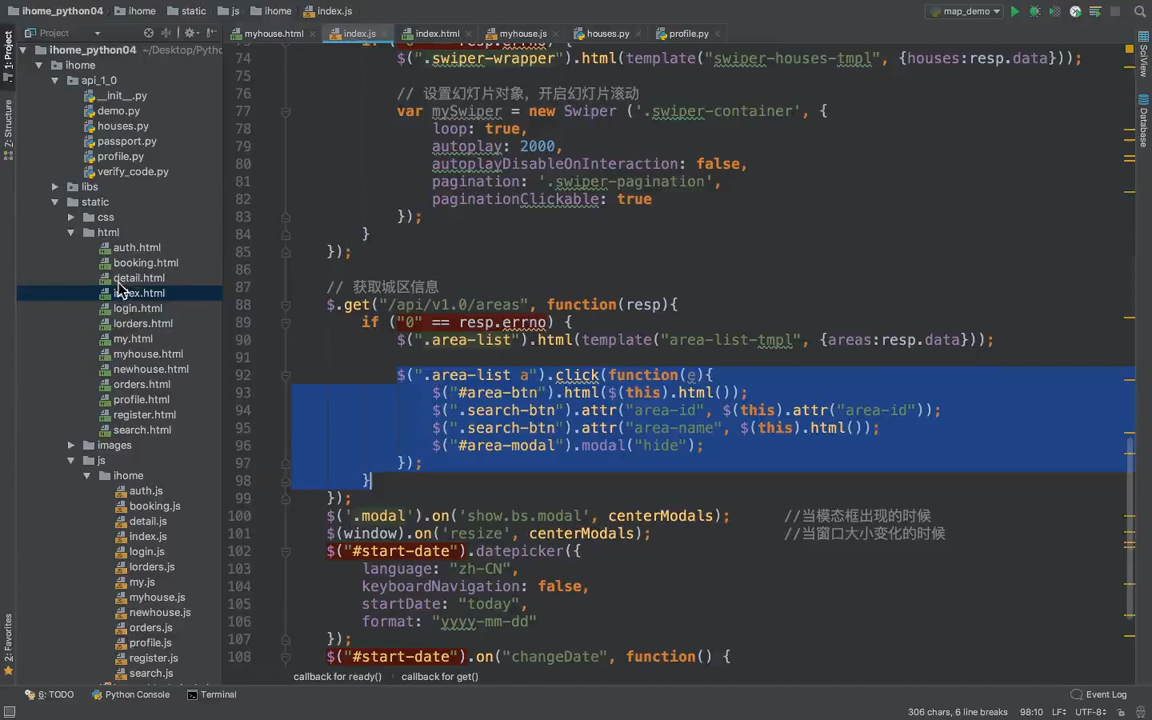 ihome_python04 ihome static js ihome index.js map_demo
Project myhouse.html index.js index.html myhouse.js houses.py profile.py
1: Project
7: Structure
2: Favorites
SciView
Database
ihome_python04 ~/Desktop/Pytho
ihome
api_1_0
__init__.py
demo.py
houses.py
passport.py
profile.py
verify_code.py
libs
static
css
html
auth.html
booking.html
detail.html
index.html
login.html
lorders.html
my.html
myhouse.html
newhouse.html
orders.html
profile.html
register.html
search.html
images
js
ihome
auth.js
booking.js
detail.js
index.js
login.js
lorders.js
my.js
myhouse.js
newhouse.js
orders.js
profile.js
register.js
search.js
74 $(".swiper-wrapper").html(template("swiper-houses-tmpl", {houses:resp.data}));
75
76 // 设置幻灯片对象，开启幻灯片滚动
77 var mySwiper = new Swiper ('.swiper-container', {
78 loop: true,
79 autoplay: 2000,
80 autoplayDisableOnInteraction: false,
81 pagination: '.swiper-pagination',
82 paginationClickable: true
83 });
84 }
85 });
86
87 // 获取城区信息
88 $.get("/api/v1.0/areas", function(resp){
89 if ("0" == resp.errno) {
90 $(".area-list").html(template("area-list-tmpl", {areas:resp.data}));
91
92 $(".area-list a").click(function(e){
93 $("#area-btn").html($(this).html());
94 $(".search-btn").attr("area-id", $(this).attr("area-id"));
95 $(".search-btn").attr("area-name", $(this).html());
96 $("#area-modal").modal("hide");
97 });
98 }
99 });
100 $('.modal').on('show.bs.modal', centerModals); //当模态框出现的时候
101 $(window).on('resize', centerModals); //当窗口大小变化的时候
102 $("#start-date").datepicker({
103 language: "zh-CN",
104 keyboardNavigation: false,
105 startDate: "today",
106 format: "yyyy-mm-dd"
107 });
108 $("#start-date").on("changeDate", function() {
callback for ready() callback for get()
6: TODO Python Console Terminal Event Log
306 chars, 6 line breaks 98:10 LF÷ UTF-8÷